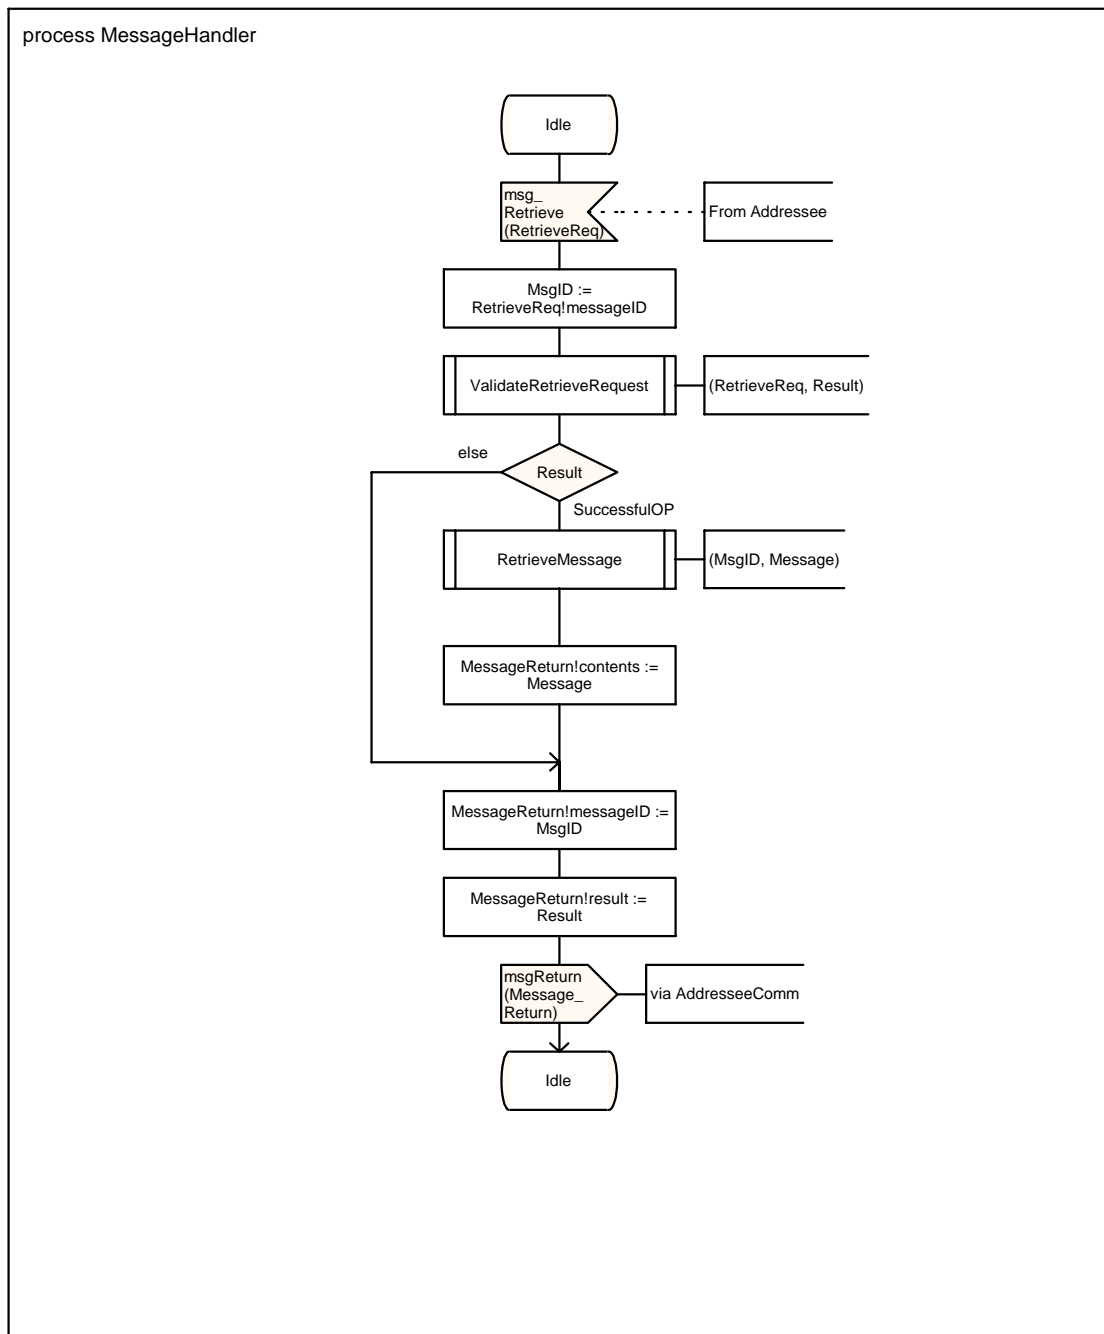 process MessageHandler
Idle
msg_
Retrieve
(RetrieveReq)
From Addressee
MsgID :=
RetrieveReq!messageID
ValidateRetrieveRequest
(RetrieveReq, Result)
else
Result
SuccessfulOP
RetrieveMessage
(MsgID, Message)
MessageReturn!contents :=
Message
MessageReturn!messageID :=
MsgID
MessageReturn!result :=
Result
msgReturn
(Message_
Return)
via AddresseeComm
Idle